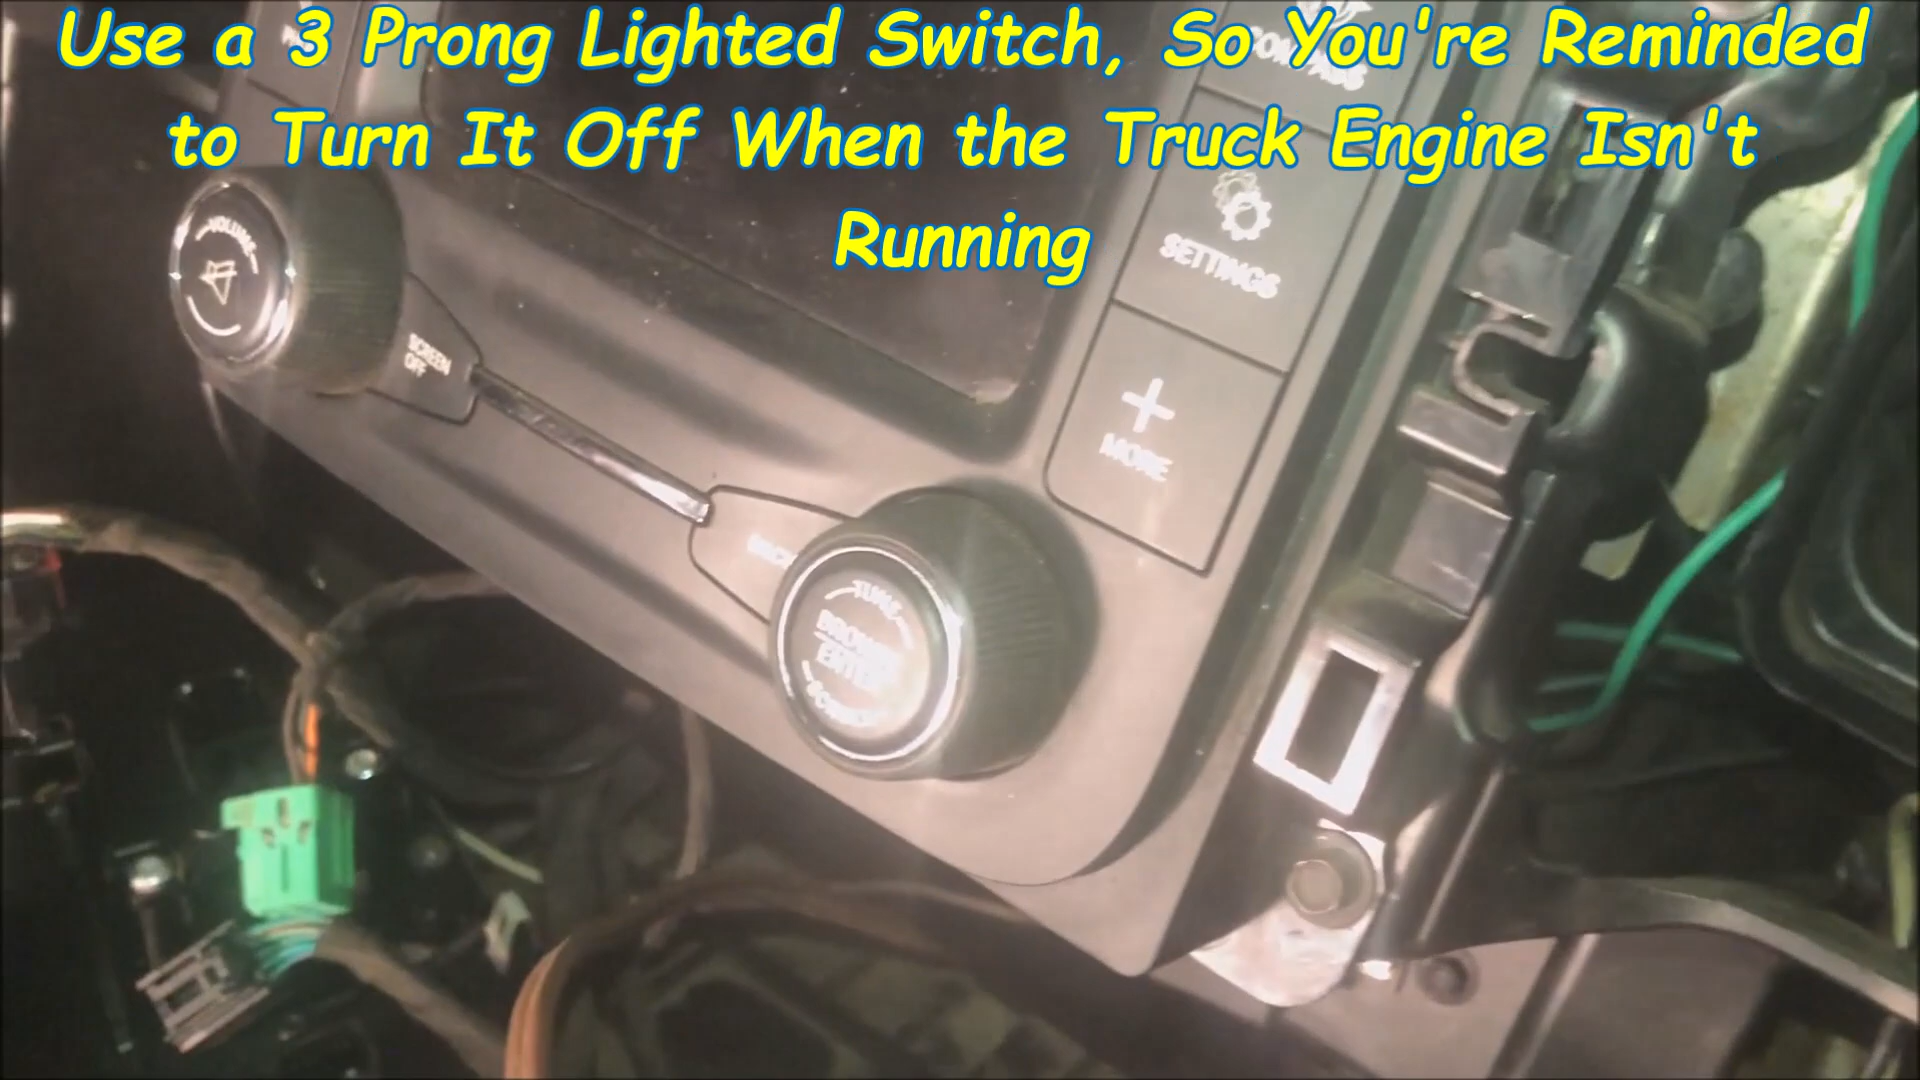 Use a 3 Prong Lighted Switch, So You're Reminded
to Turn It Off When the Truck Engine Isn't
Running
COMPASS
VOLUME
SETTINGS
SCREEN
OFF
+
MORE
TUNE
BROWSE
ENTER